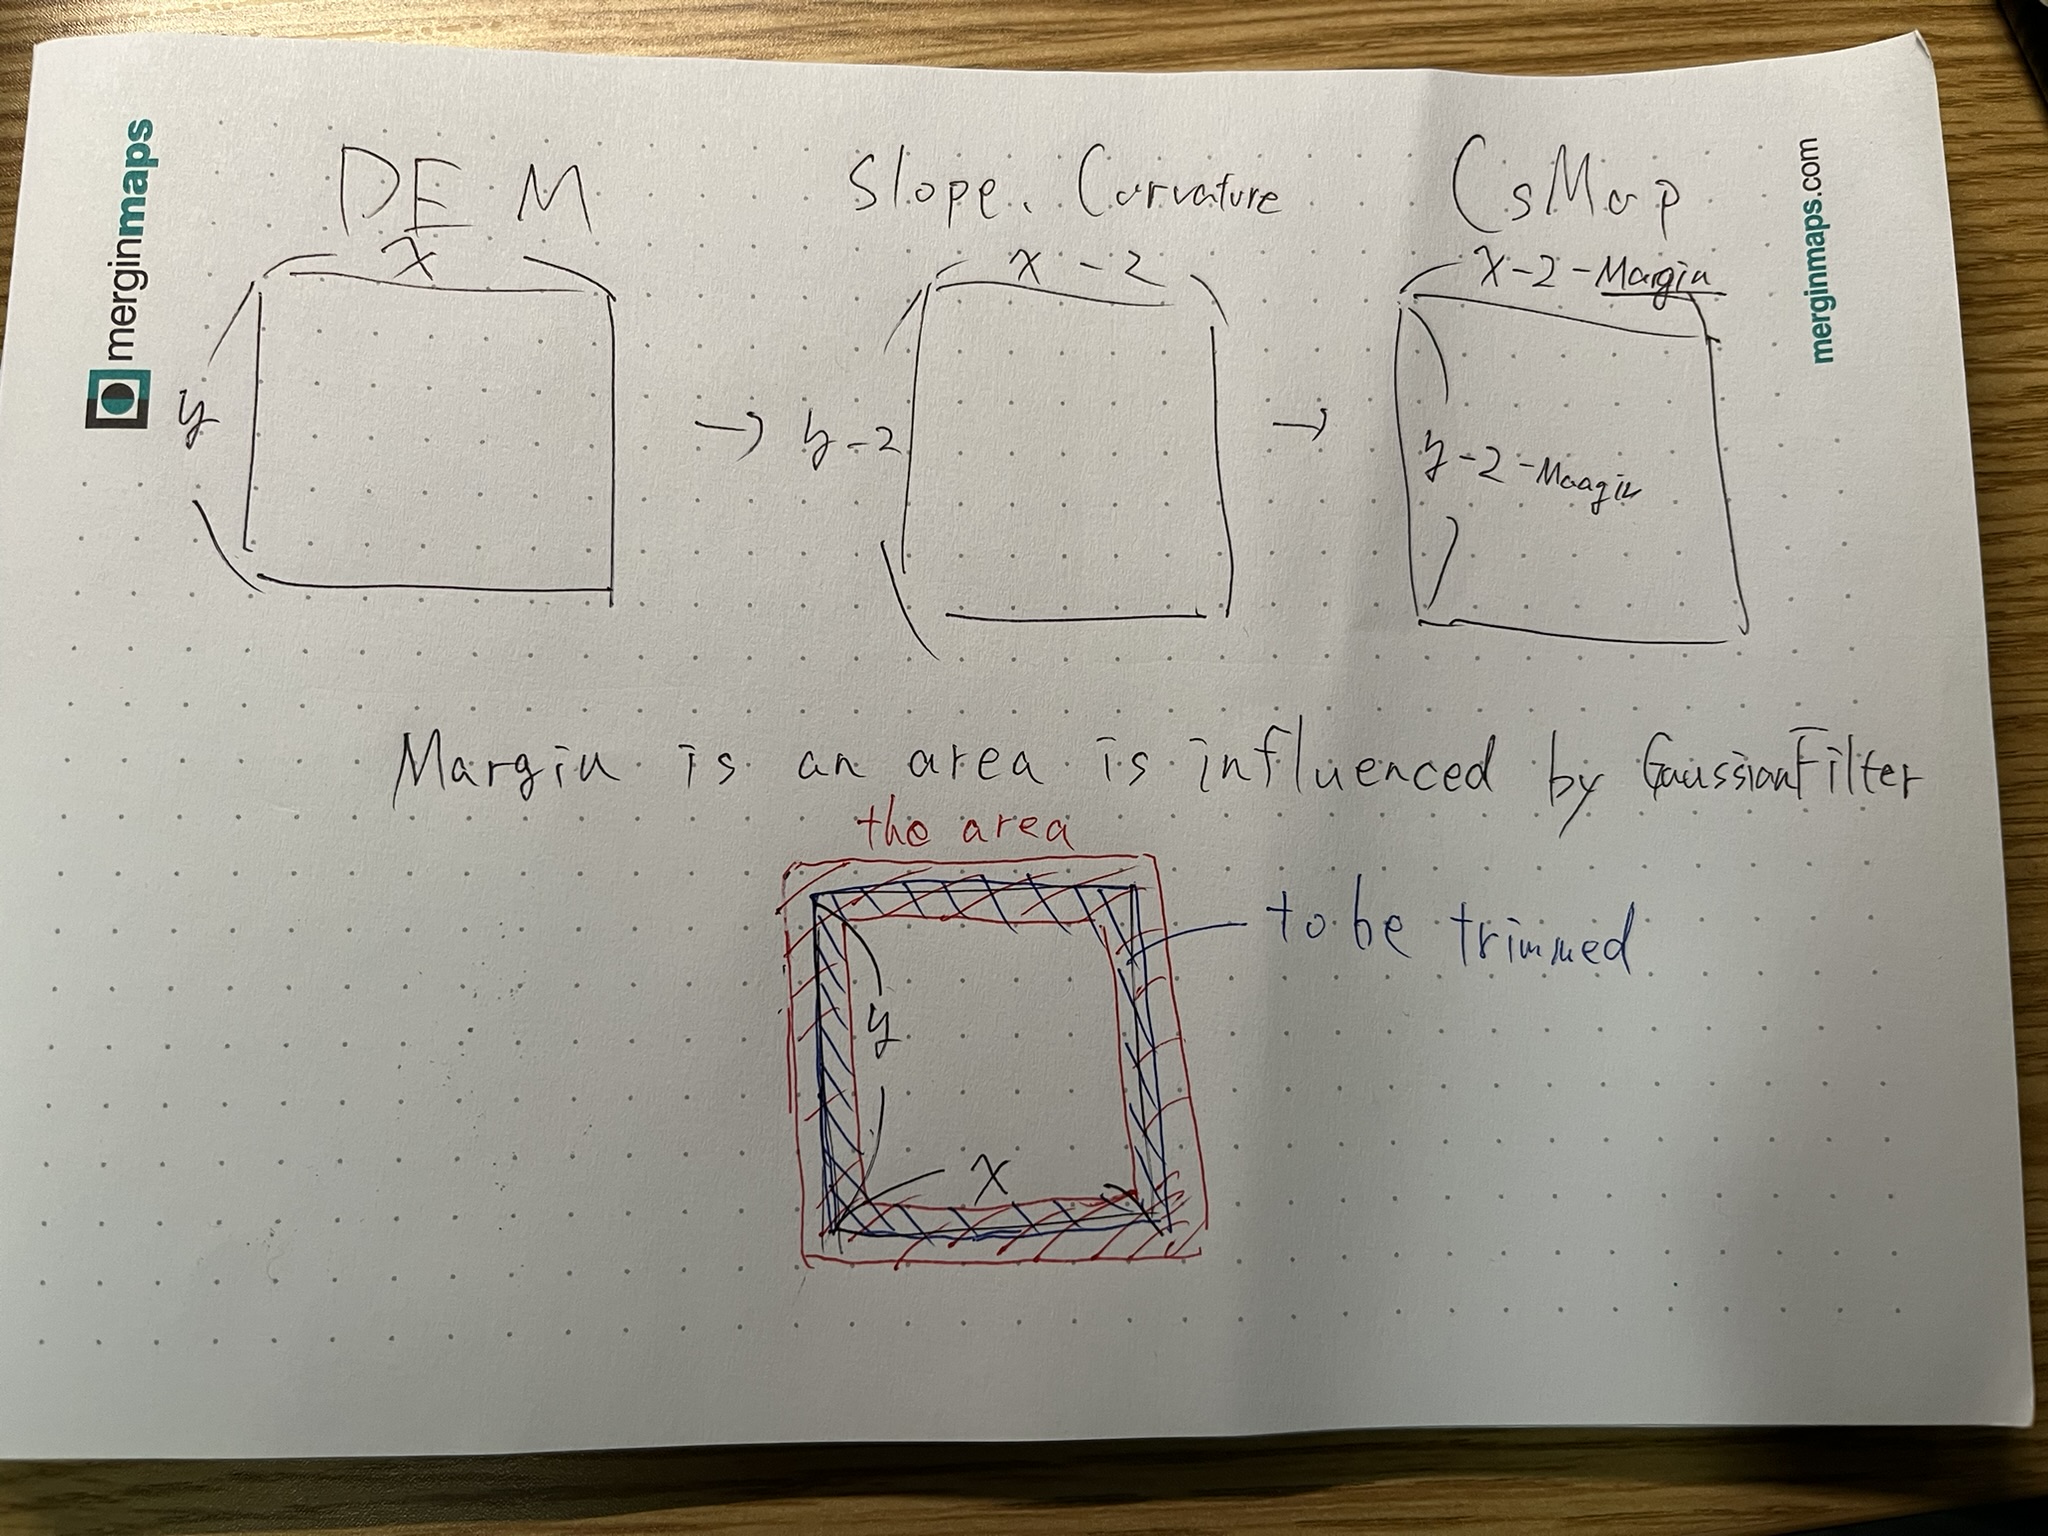 merginmaps
merginmaps.com
DEM
x
y
→
Slope. Curvature
x-2
y-2
→
CsMap
x-2-Margin
y-2-Maagin
Margin is an area is influenced by GaussianFilter
the area
to be trimmed
y
x